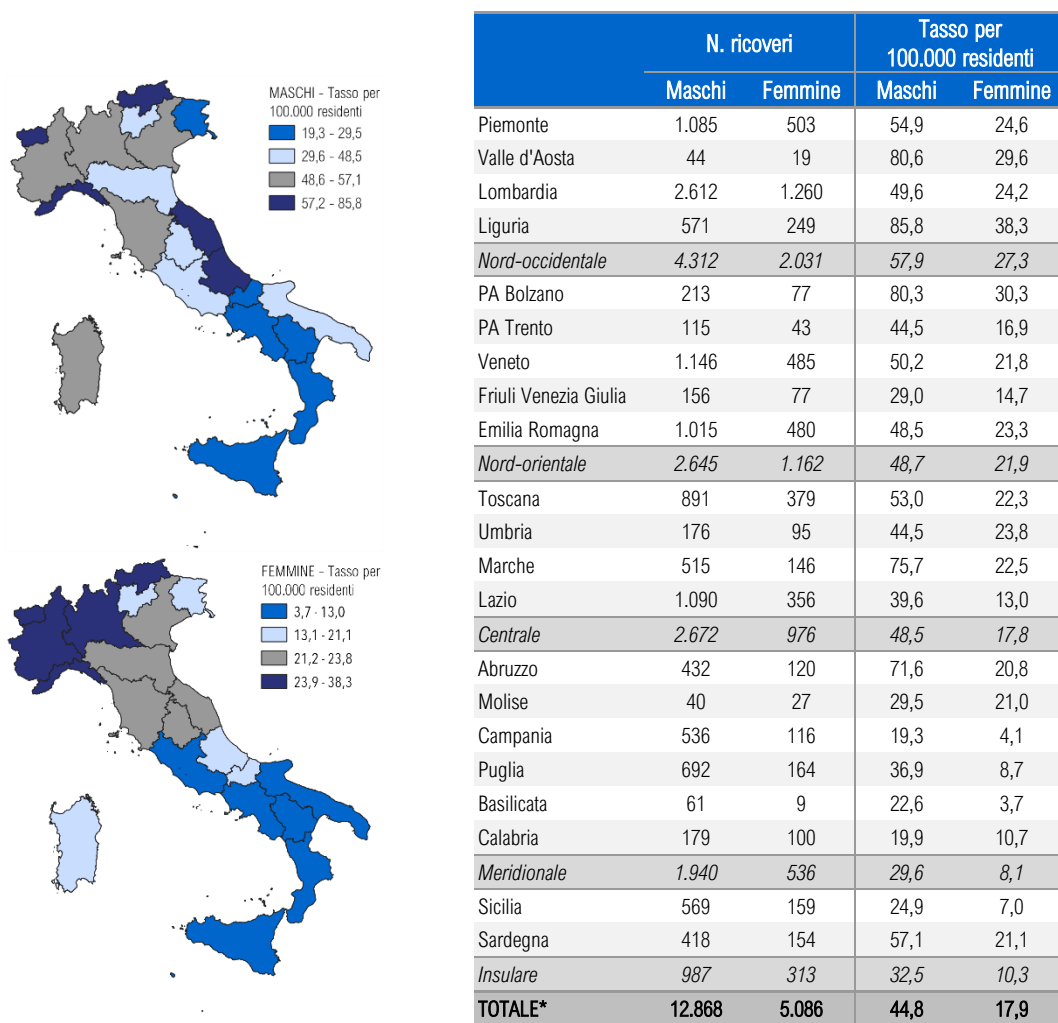 MASCHI - Tasso per
100.000 residenti
19,3 - 29,5
29,6 - 48,5
48,6 - 57,1
57,2 - 85,8
FEMMINE - Tasso per
100.000 residenti
3,7 - 13,0
13,1 - 21,1
21,2 - 23,8
23,9 - 38,3
N. ricoveri Tasso per
100.000 residenti
Maschi Femmine Maschi Femmine
Piemonte 1.085 503 54,9 24,6
Valle d'Aosta 44 19 80,6 29,6
Lombardia 2.612 1.260 49,6 24,2
Liguria 571 249 85,8 38,3
Nord-occidentale 4.312 2.031 57,9 27,3
PA Bolzano 213 77 80,3 30,3
PA Trento 115 43 44,5 16,9
Veneto 1.146 485 50,2 21,8
Friuli Venezia Giulia 156 77 29,0 14,7
Emilia Romagna 1.015 480 48,5 23,3
Nord-orientale 2.645 1.162 48,7 21,9
Toscana 891 379 53,0 22,3
Umbria 176 95 44,5 23,8
Marche 515 146 75,7 22,5
Lazio 1.090 356 39,6 13,0
Centrale 2.672 976 48,5 17,8
Abruzzo 432 120 71,6 20,8
Molise 40 27 29,5 21,0
Campania 536 116 19,3 4,1
Puglia 692 164 36,9 8,7
Basilicata 61 9 22,6 3,7
Calabria 179 100 19,9 10,7
Meridionale 1.940 536 29,6 8,1
Sicilia 569 159 24,9 7,0
Sardegna 418 154 57,1 21,1
Insulare 987 313 32,5 10,3
TOTALE* 12.868 5.086 44,8 17,9